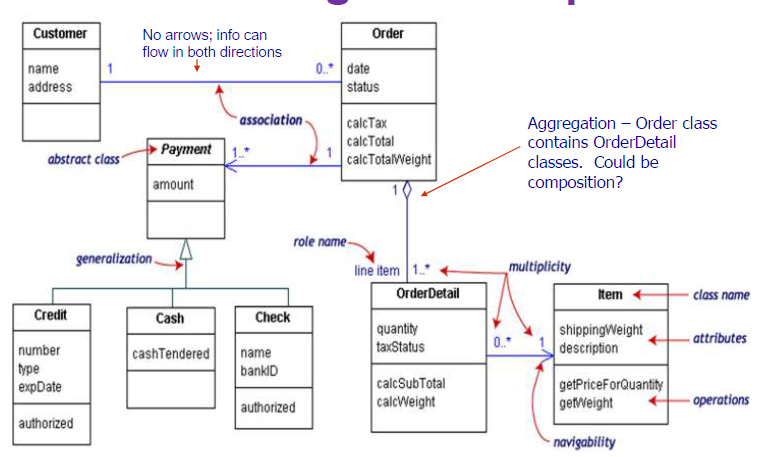 Customer
name
address
No arrows; info can
flow in both directions
1
0..*
Order
date
status
calcTax
calcTotal
calcTotalWeight
association
abstract class
Payment
amount
1..*
1
Aggregation – Order class
contains OrderDetail
classes. Could be
composition?
1
generalization
role name
line item
1..*
multiplicity
Credit
number
type
expDate
authorized
Cash
cashTendered
Check
name
bankID
authorized
OrderDetail
quantity
taxStatus
calcSubTotal
calcWeight
0..*
1
Item
shippingWeight
description
getPriceForQuantity
getWeight
class name
attributes
operations
navigability